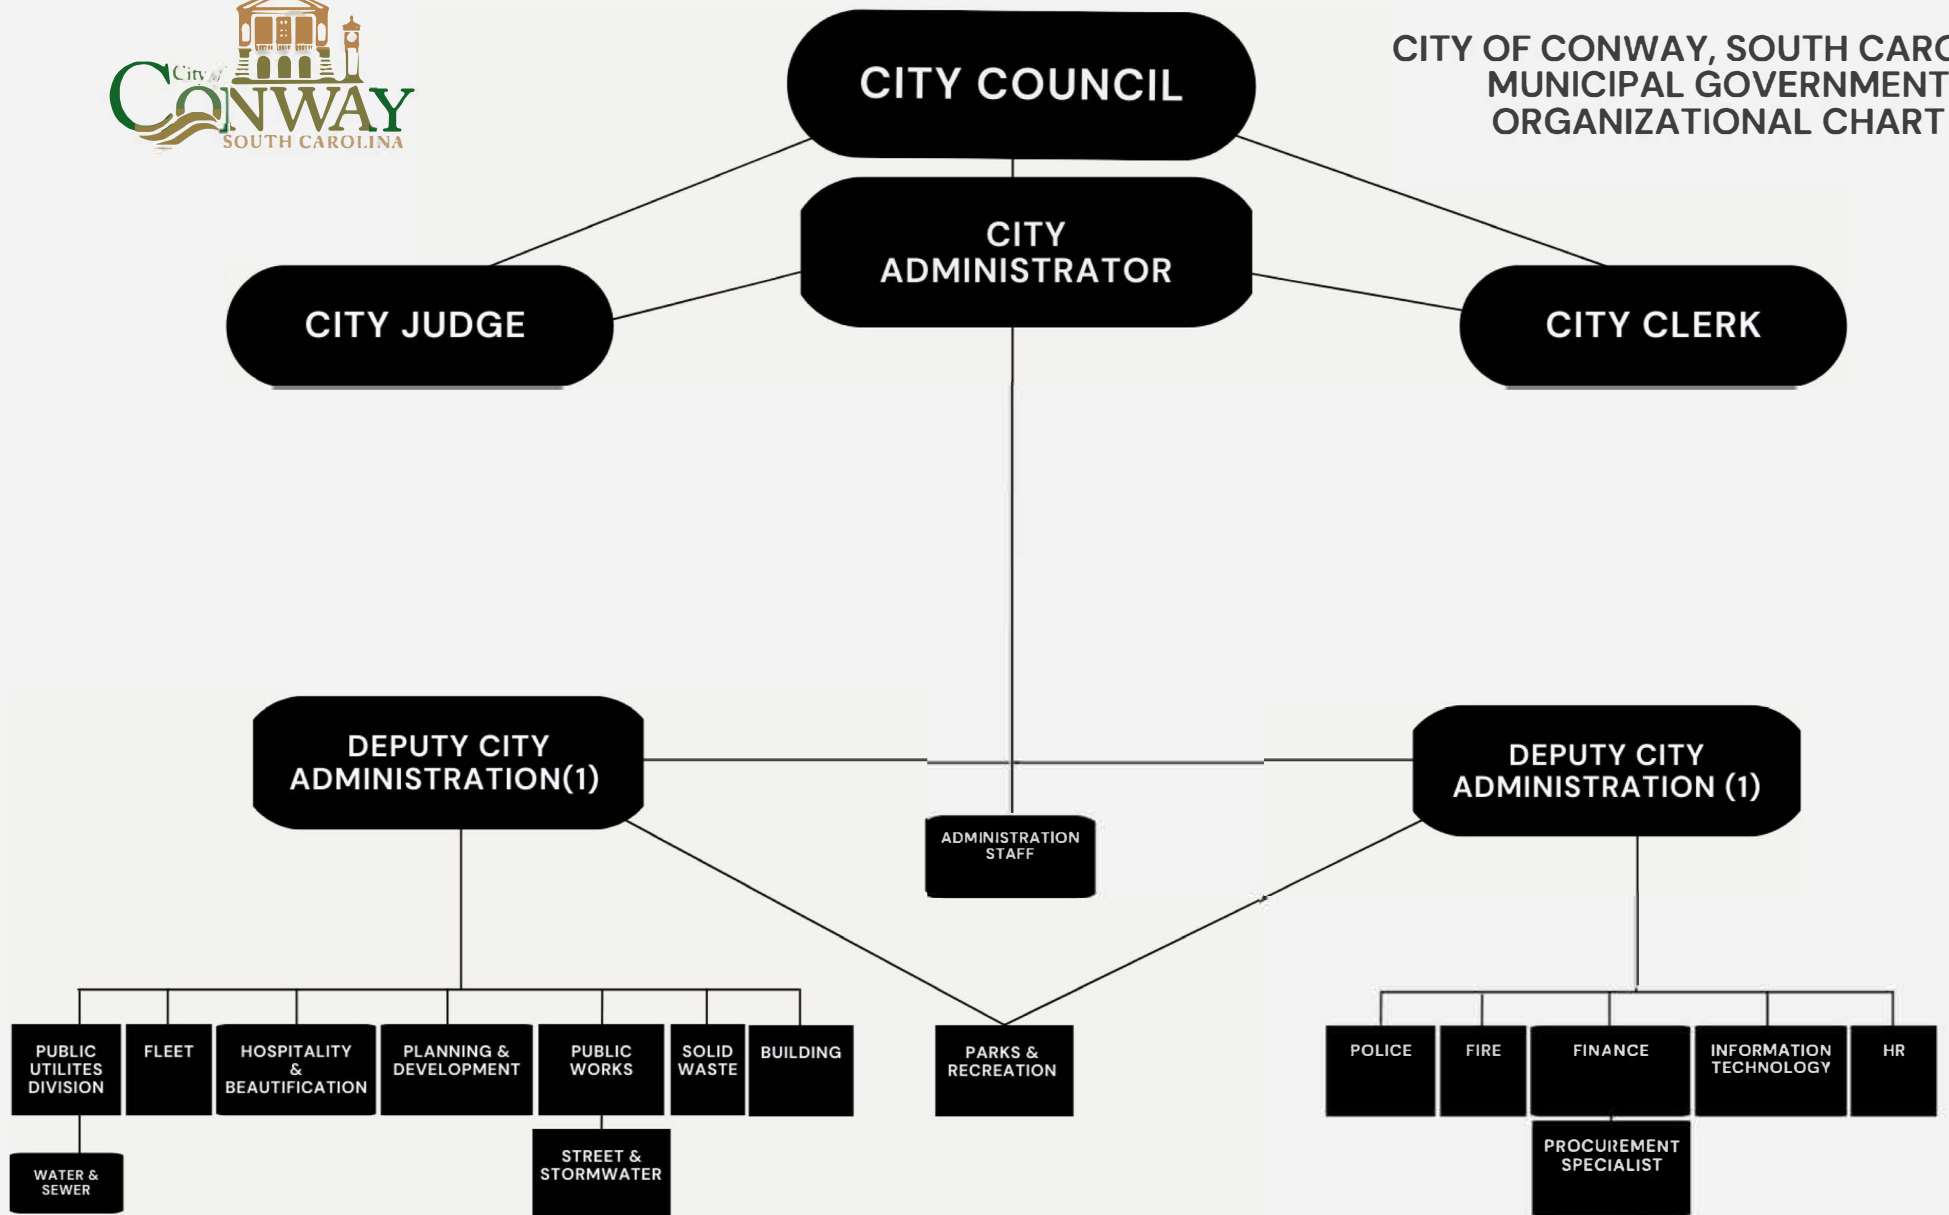 City of
CONWAY
SOUTH CAROLINA
CITY OF CONWAY, SOUTH CARO
MUNICIPAL GOVERNMENT
ORGANIZATIONAL CHART
CITY COUNCIL
CITY
ADMINISTRATOR
CITY JUDGE
CITY CLERK
DEPUTY CITY
ADMINISTRATION(1)
DEPUTY CITY
ADMINISTRATION (1)
ADMINISTRATION
STAFF
PUBLIC
UTILITES
DIVISION
FLEET
HOSPITALITY
&
BEAUTIFICATION
PLANNING &
DEVELOPMENT
PUBLIC
WORKS
SOLID
WASTE
BUILDING
PARKS &
RECREATION
POLICE
FIRE
FINANCE
INFORMATION
TECHNOLOGY
HR
WATER &
SEWER
STREET &
STORMWATER
PROCUREMENT
SPECIALIST